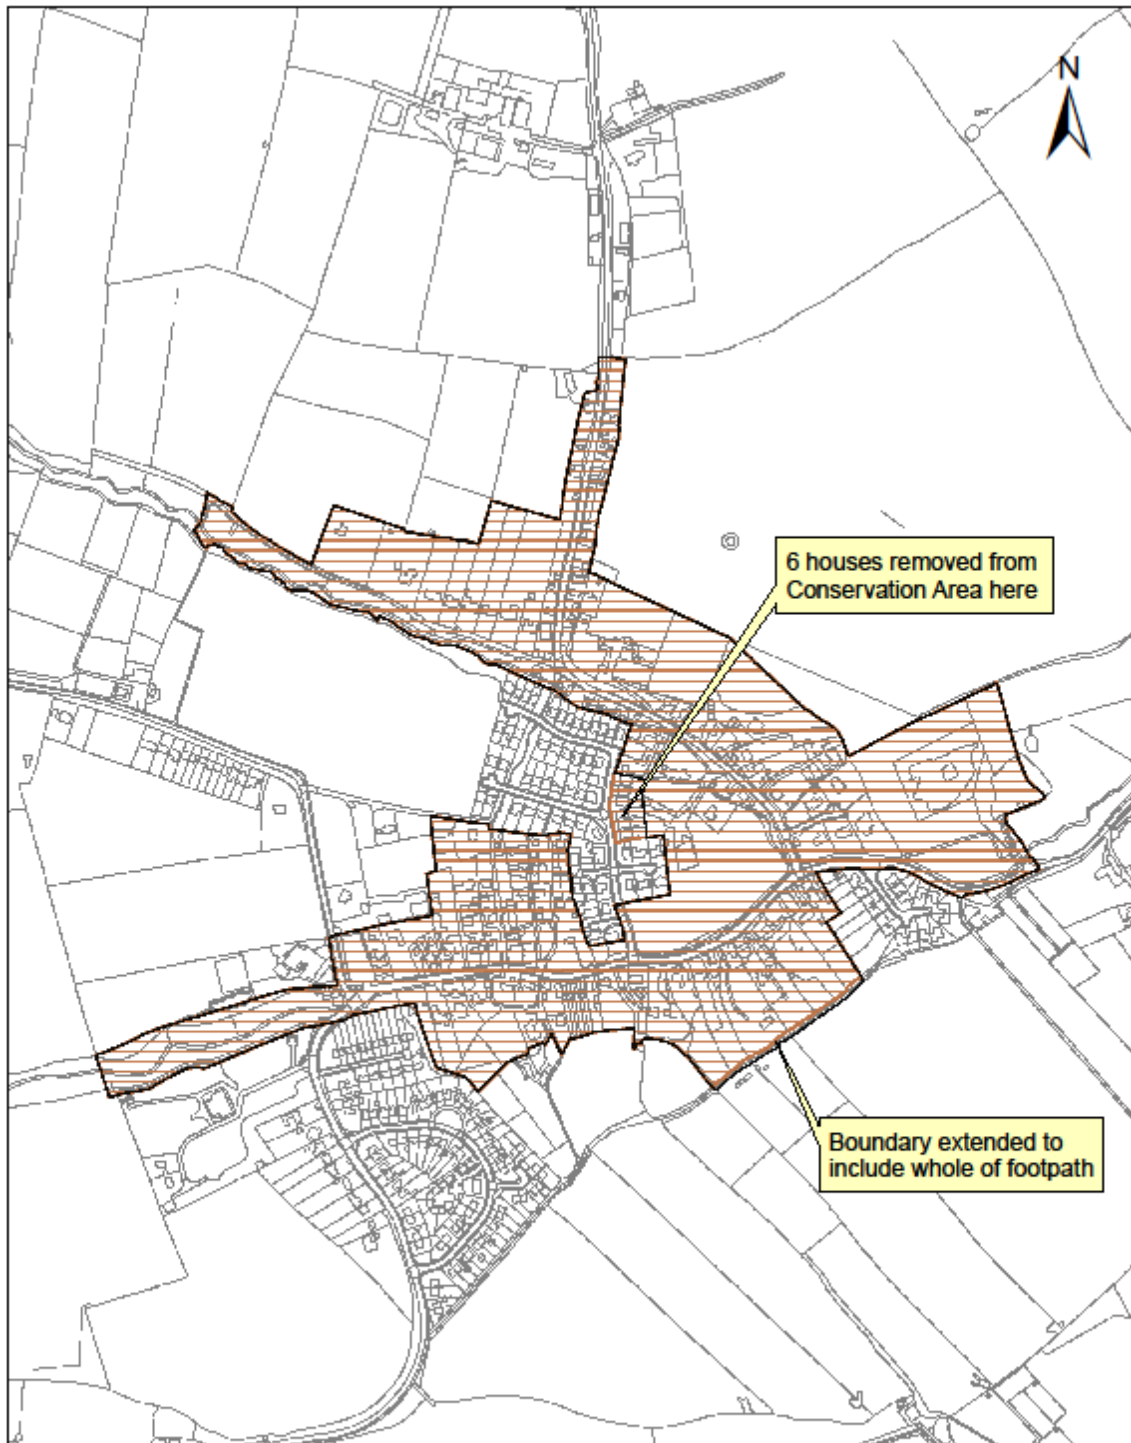 N
6 houses removed from
Conservation Area here
Boundary extended to
include whole of footpath